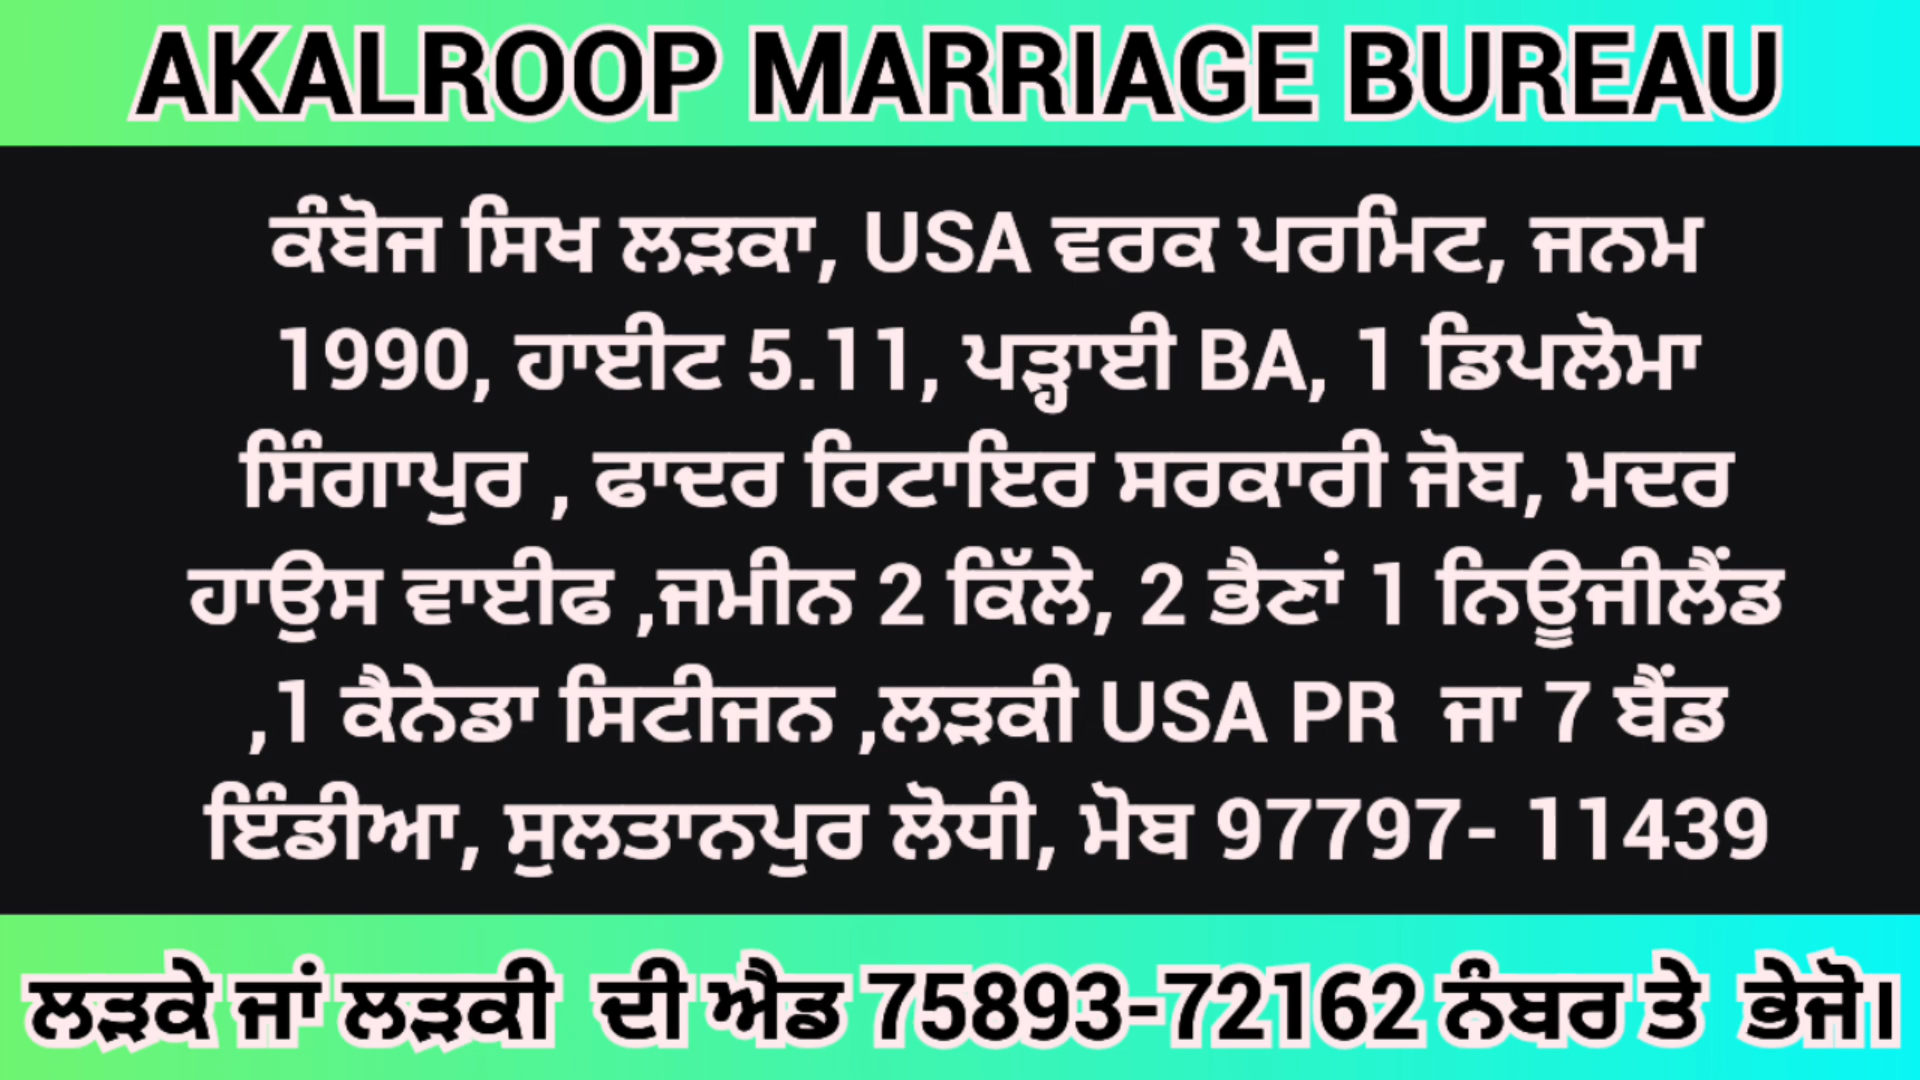 AKALROOP MARRIAGE BUREAU
ਕੰਬੋਜ ਸਿਖ ਲੜਕਾ, USA ਵਰਕ ਪਰਮਿਟ, ਜਨਮ
1990, ਹਾਈਟ 5.11, ਪੜ੍ਹਾਈ BA, 1 ਡਿਪਲੋਮਾ
ਸਿੰਗਾਪੁਰ , ਫਾਦਰ ਰਿਟਾਇਰ ਸਰਕਾਰੀ ਜੋਬ, ਮਦਰ
ਹਾਉਸ ਵਾਈਫ ,ਜਮੀਨ 2 ਕਿੱਲੇ, 2 ਭੈਣਾਂ 1 ਨਿਊਜੀਲੈਂਡ
,1 ਕੈਨੇਡਾ ਸਿਟੀਜਨ ,ਲੜਕੀ USA PR ਜਾ 7 ਬੈਂਡ
ਇੰਡੀਆ, ਸੁਲਤਾਨਪੁਰ ਲੋਧੀ, ਮੋਬ 97797- 11439
ਲੜਕੇ ਜਾਂ ਲੜਕੀ ਦੀ ਐਡ 75893-72162 ਨੰਬਰ ਤੇ ਭੇਜੋ।